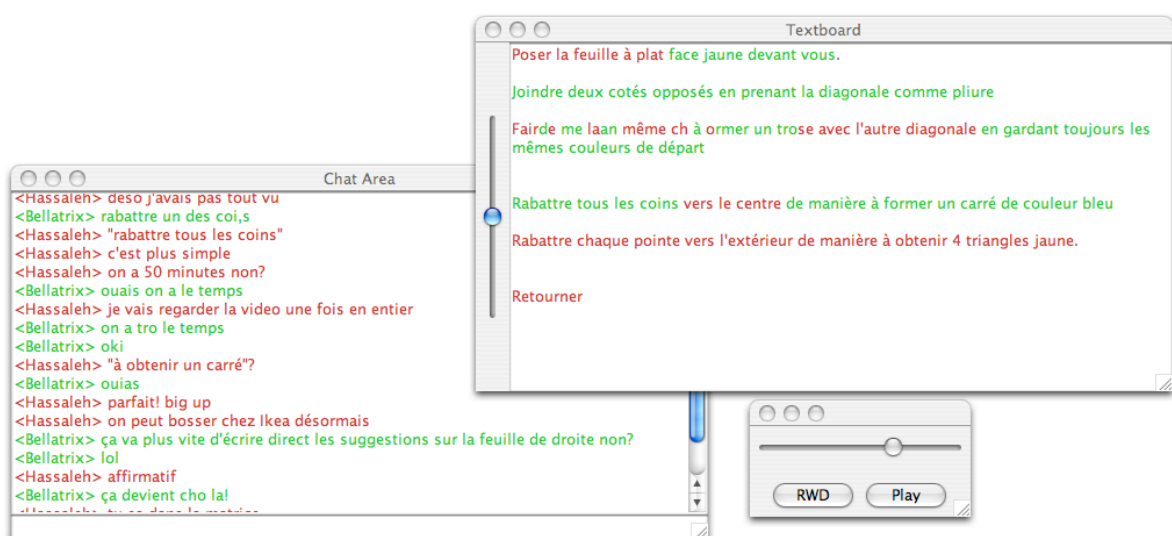 Textboard
Poser la feuille à plat face jaune devant vous.
Joindre deux cotés opposés en prenant la diagonale comme pliure
Fairde me laan même ch à ormer un trose avec l'autre diagonale en gardant toujours les
mêmes couleurs de départ
Rabattre tous les coins vers le centre de manière à former un carré de couleur bleu
Rabattre chaque pointe vers l'extérieur de manière à obtenir 4 triangles jaune.
Retourner
Chat Area
<Hassaleh> deso j'avais pas tout vu
<Bellatrix> rabattre un des coi,s
<Hassaleh> "rabattre tous les coins"
<Hassaleh> c'est plus simple
<Hassaleh> on a 50 minutes non?
<Bellatrix> ouais on a le temps
<Hassaleh> je vais regarder la video une fois en entier
<Bellatrix> on a tro le temps
<Bellatrix> oki
<Hassaleh> "à obtenir un carré"?
<Bellatrix> ouias
<Hassaleh> parfait! big up
<Hassaleh> on peut bosser chez Ikea désormais
<Bellatrix> ça va plus vite d'écrire direct les suggestions sur la feuille de droite non?
<Bellatrix> lol
<Hassaleh> affirmatif
<Bellatrix> ça devient cho la!
RWD
Play